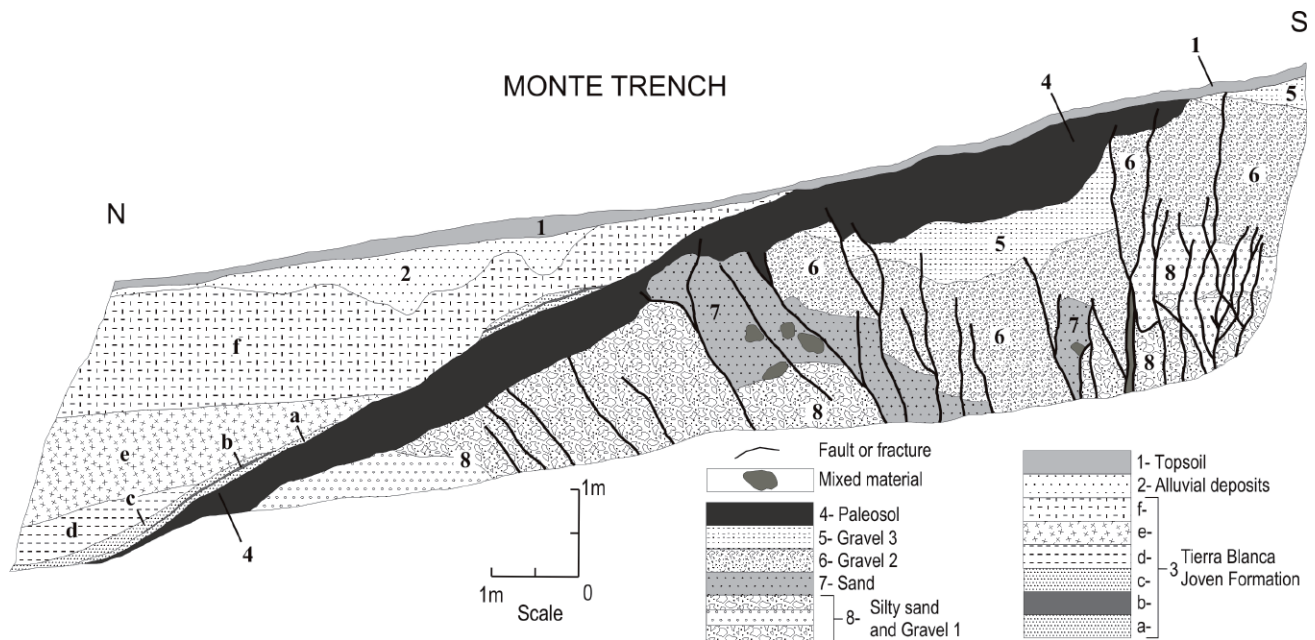 S
MONTE TRENCH
1
4
5
6
6
N
1
2
5
6
8
7
f
6
7
8
a
b
e
8
8
c
d
4
Fault or fracture
Mixed material
1m
1m
0
Scale
4- Paleosol
5- Gravel 3
6- Gravel 2
7- Sand
8- Silty sand
and Gravel 1
1- Topsoil
2- Alluvial deposits
f-
e-
d-
c-
b-
a-
3 Tierra Blanca
Joven Formation